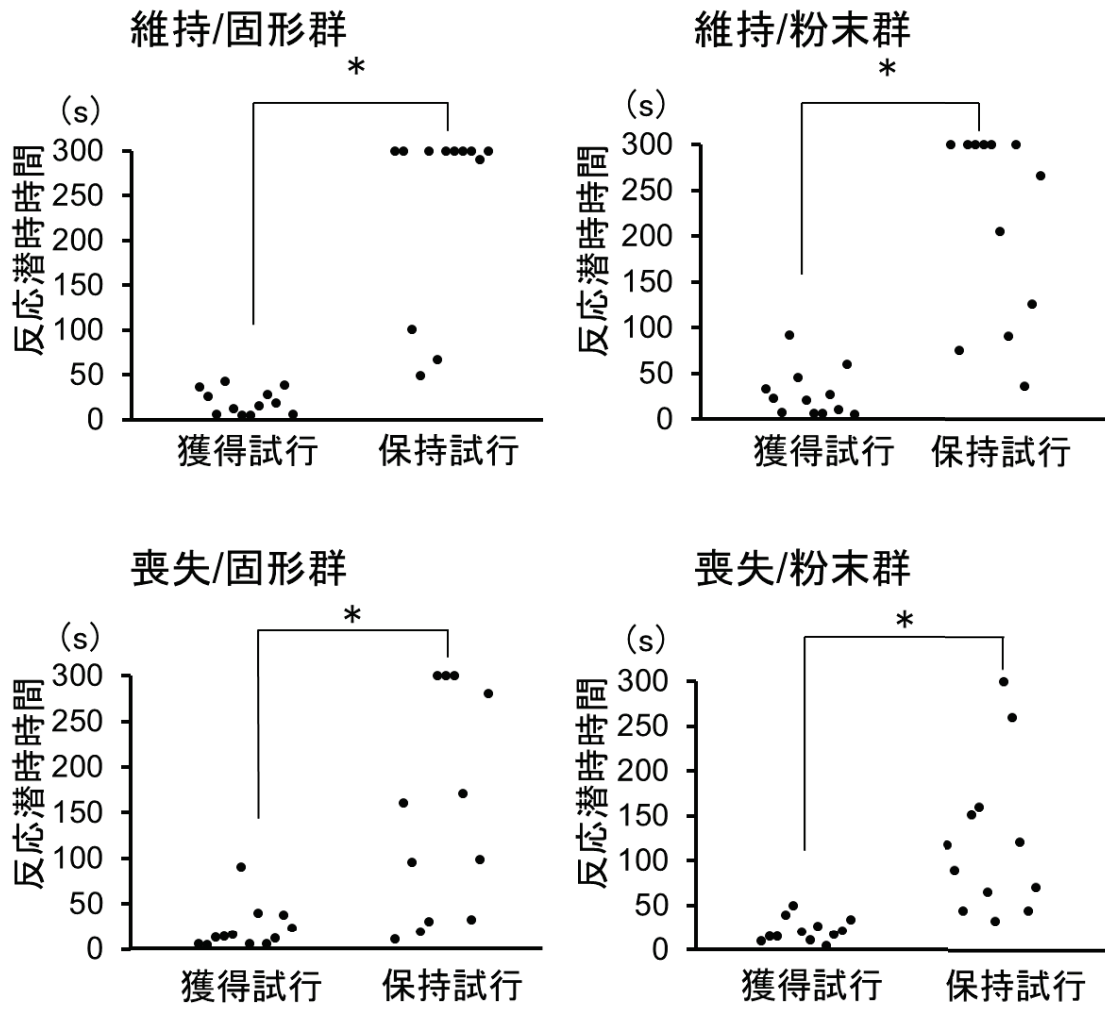 維持/固形群
*
（s）
反応潜時時間
300
250
200
150
100
50
0
獲得試行 保持試行
維持/粉末群
*
（s）
反応潜時時間
300
250
200
150
100
50
0
獲得試行 保持試行
喪失/固形群
*
（s）
反応潜時時間
300
250
200
150
100
50
0
獲得試行 保持試行
喪失/粉末群
*
（s）
反応潜時時間
300
250
200
150
100
50
0
獲得試行 保持試行